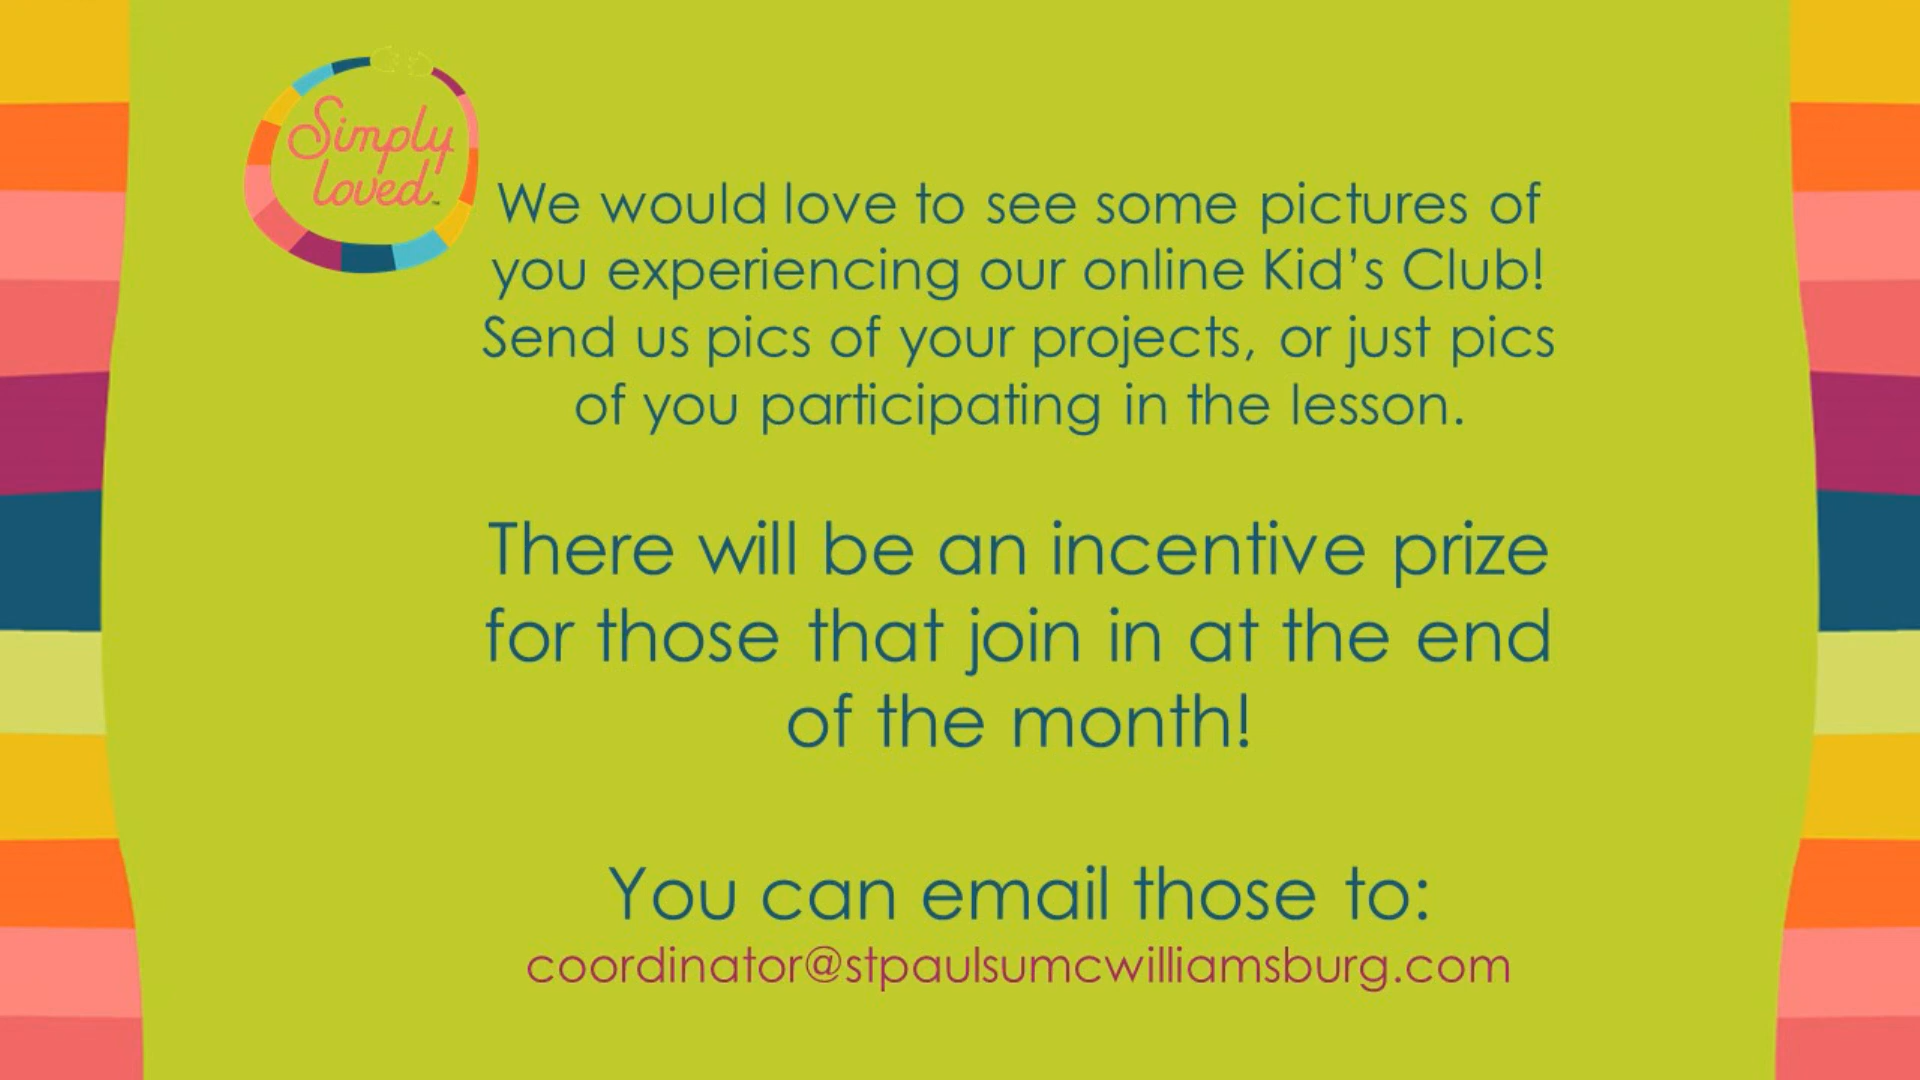 Simply
loved.™
We would love to see some pictures of
you experiencing our online Kid’s Club!
Send us pics of your projects, or just pics
of you participating in the lesson.
There will be an incentive prize
for those that join in at the end
of the month!
You can email those to:
coordinator@stpaulsumcwilliamsburg.com